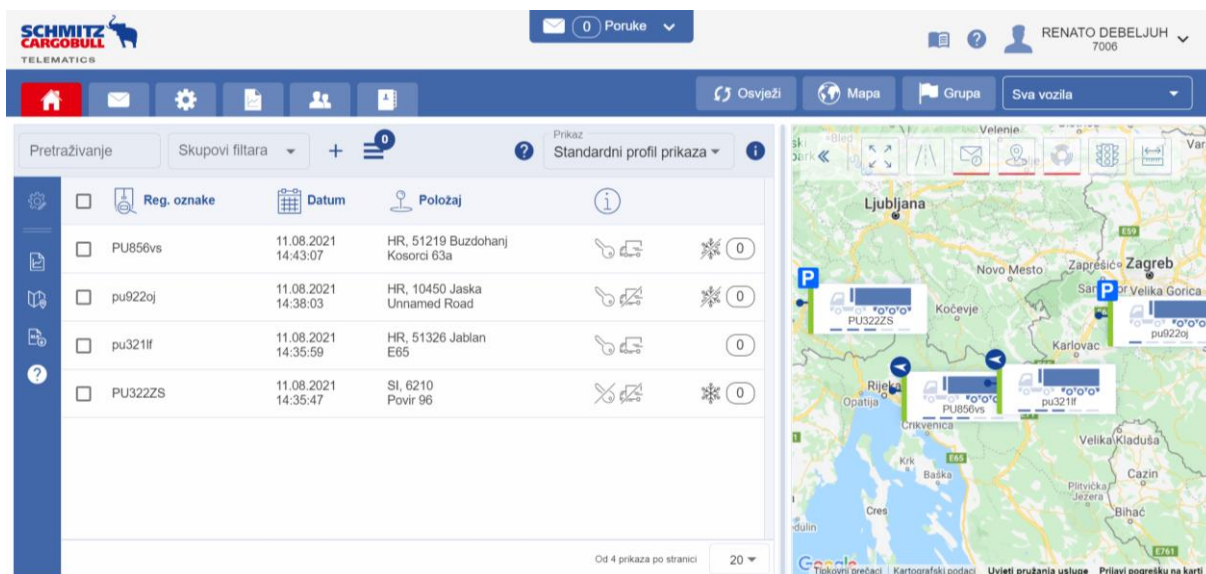 SCHMITZ
CARGOBULL
TELEMATICS
0 Poruke
RENATO DEBELJUH
7006
Osvježi
Mapa
Grupa
Sva vozila
Pretraživanje
Skupovi filtara
0
Prikaz
Standardni profil prikaza
Reg. oznake
Datum
Položaj
PU856vs
11.08.2021
14:43:07
HR, 51219 Buzdohanj
Kosorci 63a
0
pu922oj
11.08.2021
14:38:03
HR, 10450 Jaska
Unnamed Road
0
pu321lf
11.08.2021
14:35:59
HR, 51326 Jablan
E65
0
PU322ZS
11.08.2021
14:35:47
SI, 6210
Povir 96
0
Od 4 prikaza po stranici
20
Bled
Velenje
Var
park
Ljubljana
E59
Novo Mesto
Zaprešić
Zagreb
P
P
Velika Gorica
PU322ZS
Kočevje
pu922oj
Karlovac
Rijeka
Opatija
PU856vs
pu321lf
Crikvenica
Velika Kladuša
Krk
E65
Baška
Cazin
Plitvička
Jezera
Bihać
Cres
E761
Google
Tipkovni prečaci
Kartografski podaci
Uvjeti pružanja usluge
Prijavi pogrešku na karti